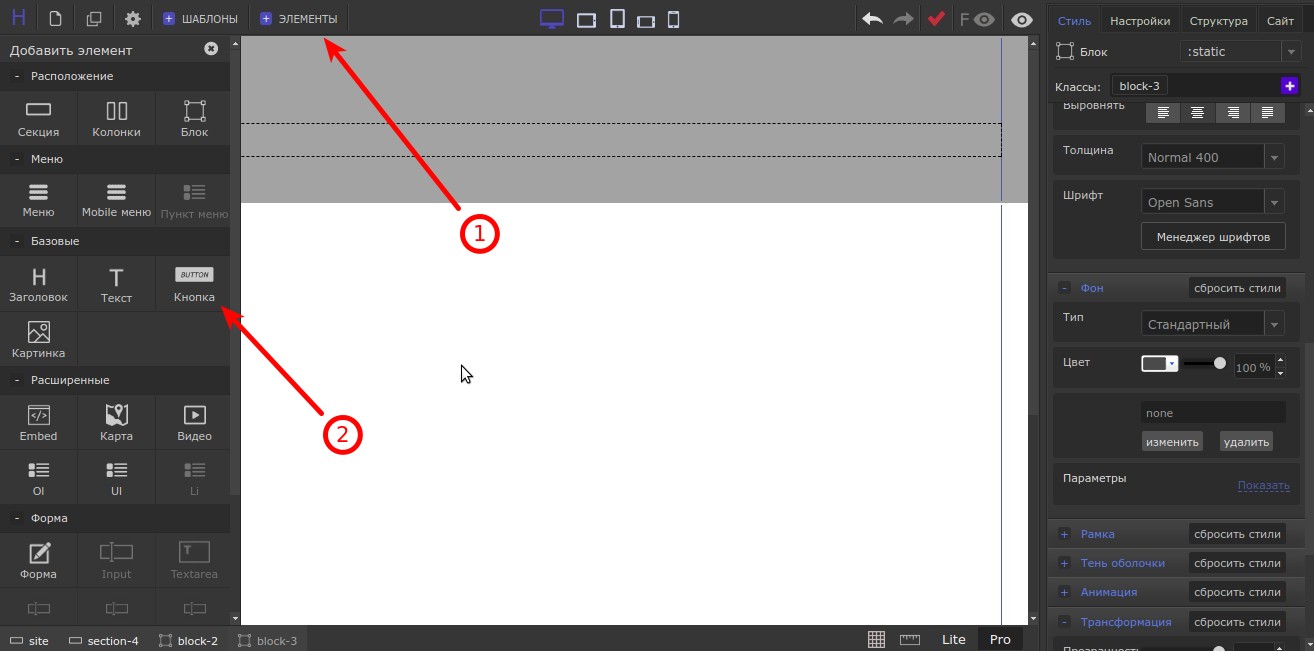 H ШАБЛОНЫ ЭЛЕМЕНТЫ F
Стиль Настройки Структура Сайт
Добавить элемент
- Расположение
Секция Колонки Блок
- Меню
Меню Mobile меню Пункт меню
- Базовые
H T BUTTON
Заголовок Текст Кнопка
Картинка
- Расширенные
Embed Карта Видео
Ol Ul Li
- Форма
T
Форма Input Textarea
1
2
Блок :static
Классы: block-3 +
Выровнять
Толщина Normal 400
Шрифт Open Sans
Менеджер шрифтов
- Фон сбросить стили
Тип Стандартный
Цвет 100 %
none
изменить удалить
Параметры Показать
+ Рамка сбросить стили
+ Тень оболочки сбросить стили
+ Анимация сбросить стили
- Трансформация сбросить стили
Прозрачность
site section-4 block-2 block-3 Lite Pro